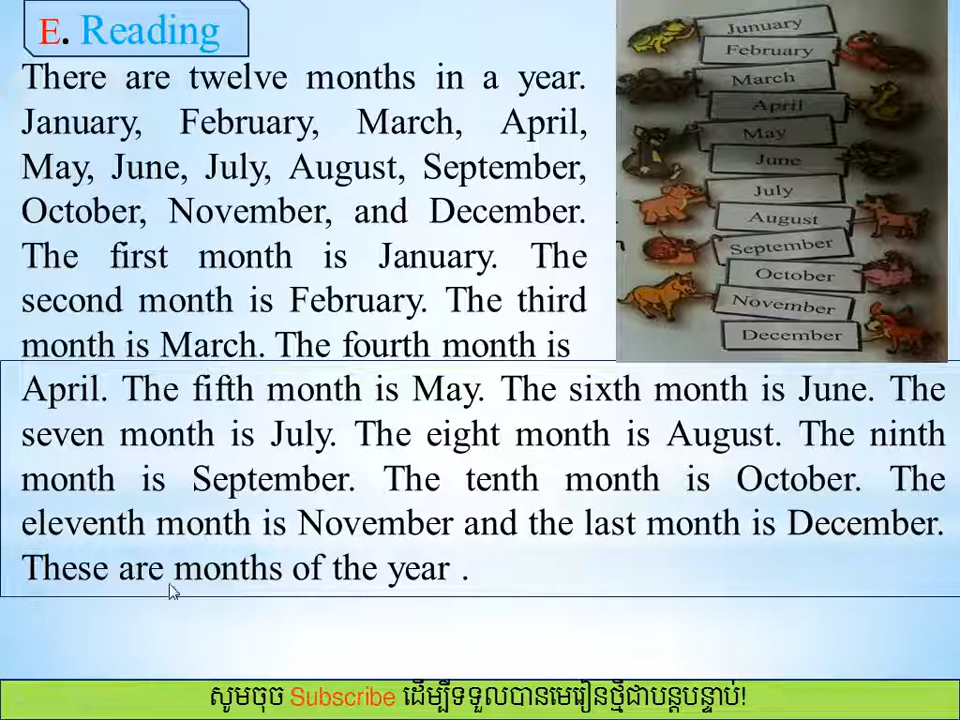 E. Reading
There are twelve months in a year.
January, February, March, April,
May, June, July, August, September,
October, November, and December.
The first month is January. The
second month is February. The third
month is March. The fourth month is
April. The fifth month is May. The sixth month is June. The
seven month is July. The eight month is August. The ninth
month is September. The tenth month is October. The
eleventh month is November and the last month is December.
These are months of the year .
Junuary
February
March
April
May
June
July
August
September
October
November
December
សូមចុច Subscribe ដើម្បីទទួលបានមេរៀនថ្មីជាបន្តបន្ទាប់!